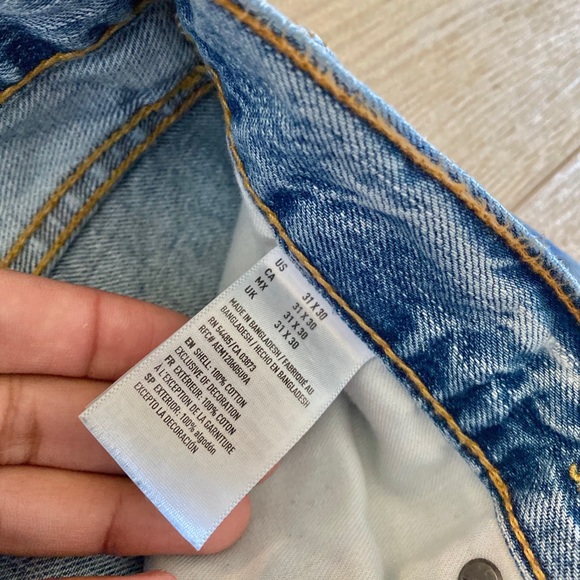 US 31 X 30
CA 31 X 30
MX 31 X 30
UK 31 X 30
MADE IN BANGLADESH / FABRIQUÉ AU
BANGLADESH / HECHO EN BANGLADESH
RN 54485/CA 03873
EN SHELL: 100% COTTON
EXCLUSIVE OF DECORATION
FR EXTÉRIEUR: 100% COTON
À L'EXCEPTION DE LA GARNITURE
SP EXTERIOR: 100% algodón
EXCEPTO LA DECORACIÓN